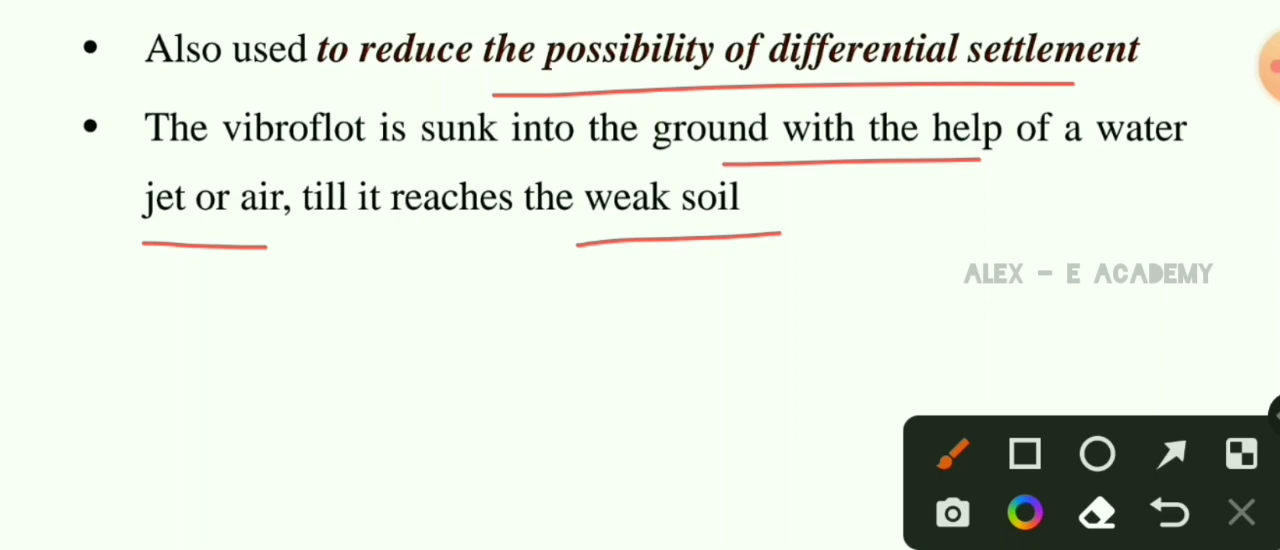 • Also used to reduce the possibility of differential settlement
• The vibroflot is sunk into the ground with the help of a water
jet or air, till it reaches the weak soil
ALEX - E ACADEMY